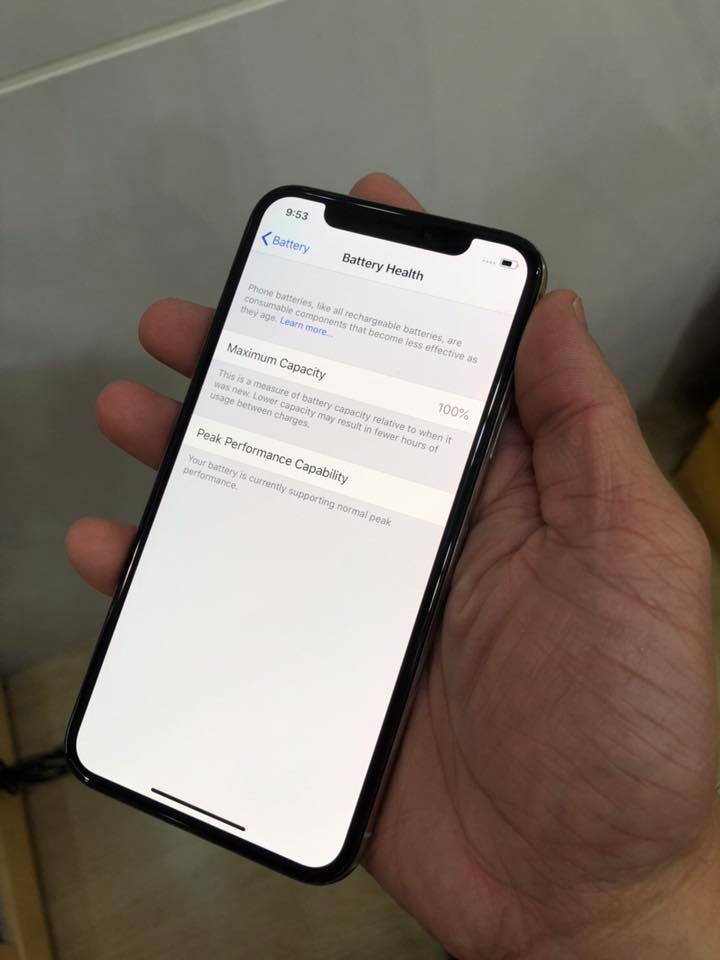 9:53
Battery
Battery Health
Phone batteries, like all rechargeable batteries, are
consumable components that become less effective as
they age. Learn more...
Maximum Capacity
100%
This is a measure of battery capacity relative to when it
was new. Lower capacity may result in fewer hours of
usage between charges.
Peak Performance Capability
Your battery is currently supporting normal peak
performance.